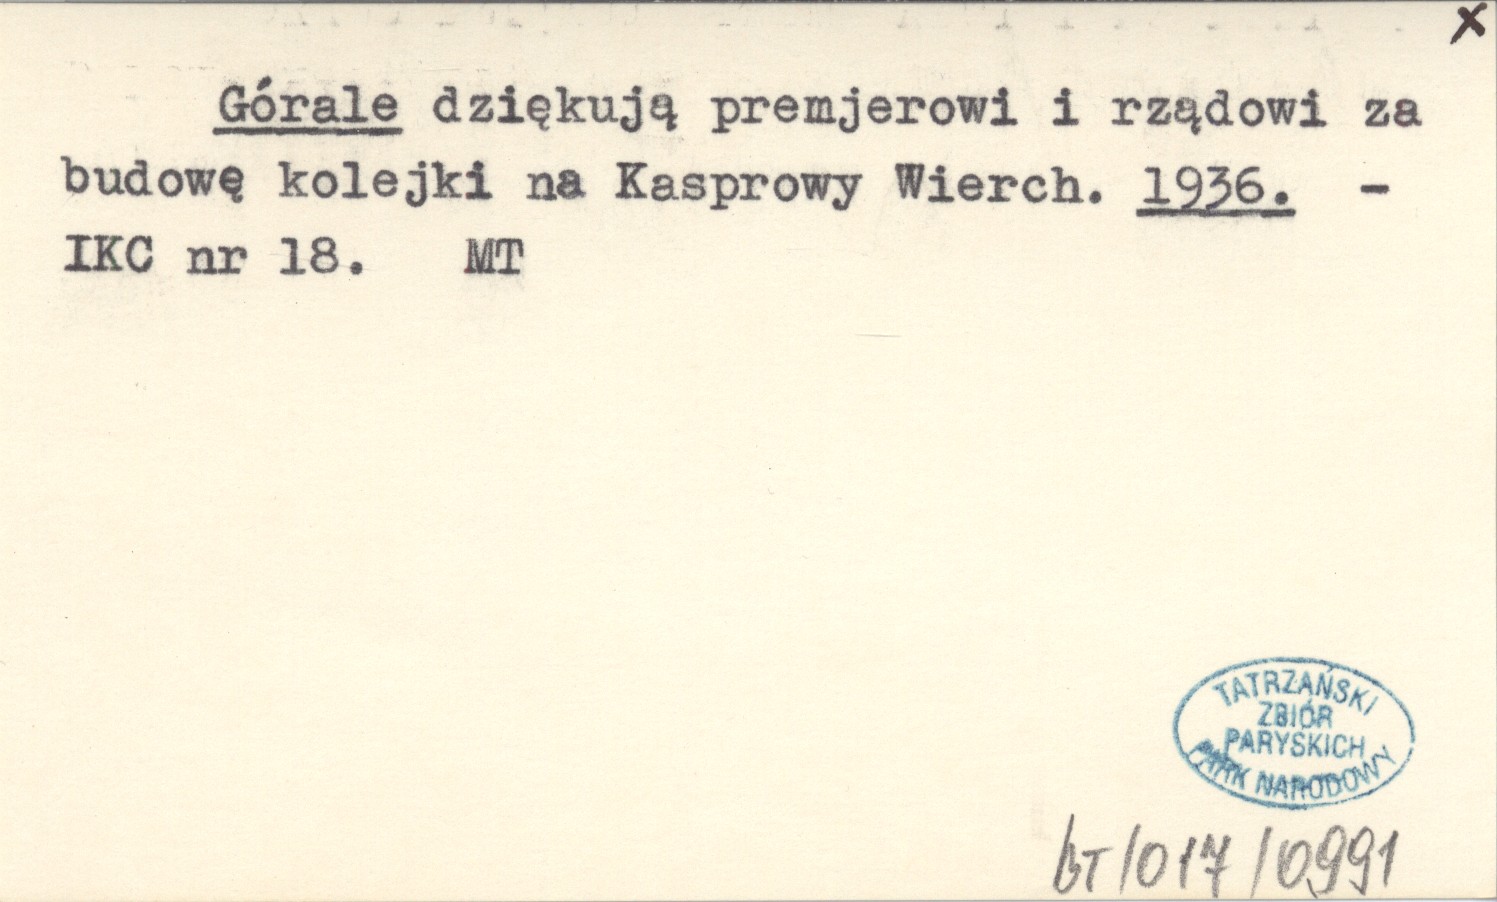 x
Górale dziękują premjerowi i rządowi za
budowę kolejki na Kasprowy Wierch. 1936. -
IKC nr 18. MT
TATRZAŃSKI
ZBIÓR
PARYSKICH
PARK NARODOWY
BT/017/0991